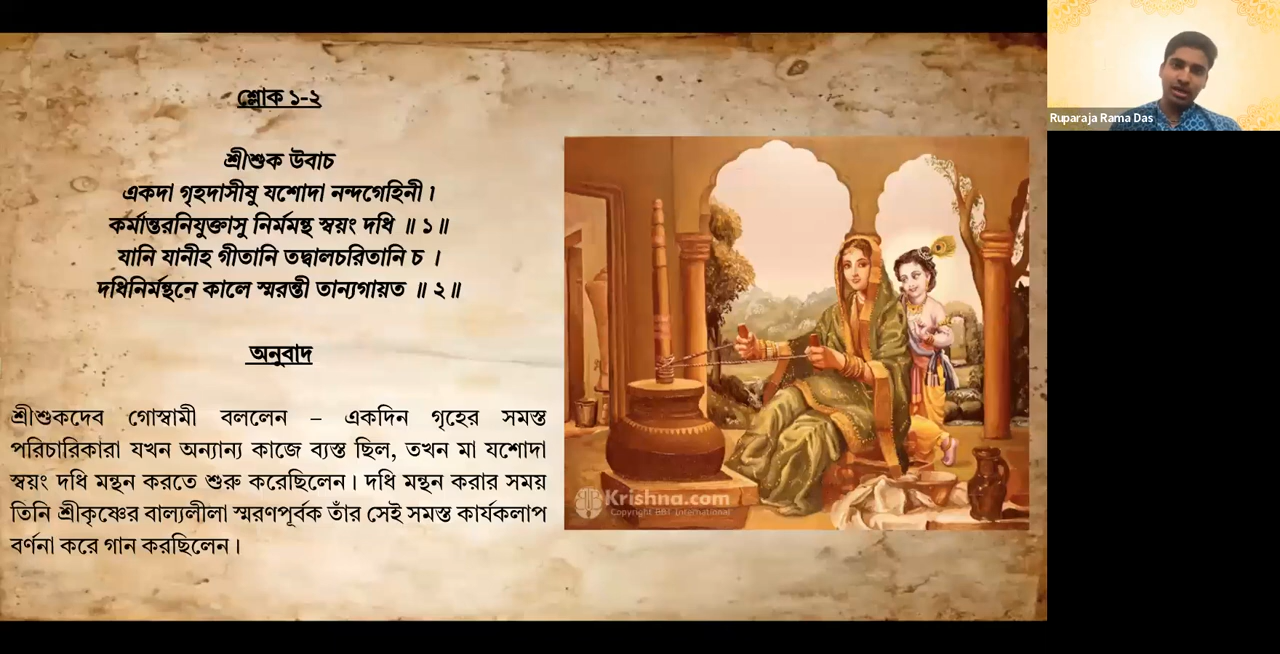 শ্লোক ১-২
শ্রীশুক উবাচ
একদা গৃহদাসীষু যশোদা নন্দগেহিনী ৷
কর্মান্তরনিযুক্তাসু নির্মমন্থ স্বয়ং দধি ॥ ১॥
যানি যানীহ গীতানি তদ্বালচরিতানি চ ।
দধিনির্মন্থনে কালে স্মরন্তী তান্যগায়ত ॥ ২॥
অনুবাদ
শ্রীশুকদেব গোস্বামী বললেন – একদিন গৃহের সমস্ত
পরিচারিকারা যখন অন্যান্য কাজে ব্যস্ত ছিল, তখন মা যশোদা
স্বয়ং দধি মন্থন করতে শুরু করেছিলেন। দধি মন্থন করার সময়
তিনি শ্রীকৃষ্ণের বাল্যলীলা স্মরণপূর্বক তাঁর সেই সমস্ত কার্যকলাপ
বর্ণনা করে গান করছিলেন।
Krishna.com
Copyright BBT International
Ruparaja Rama Das